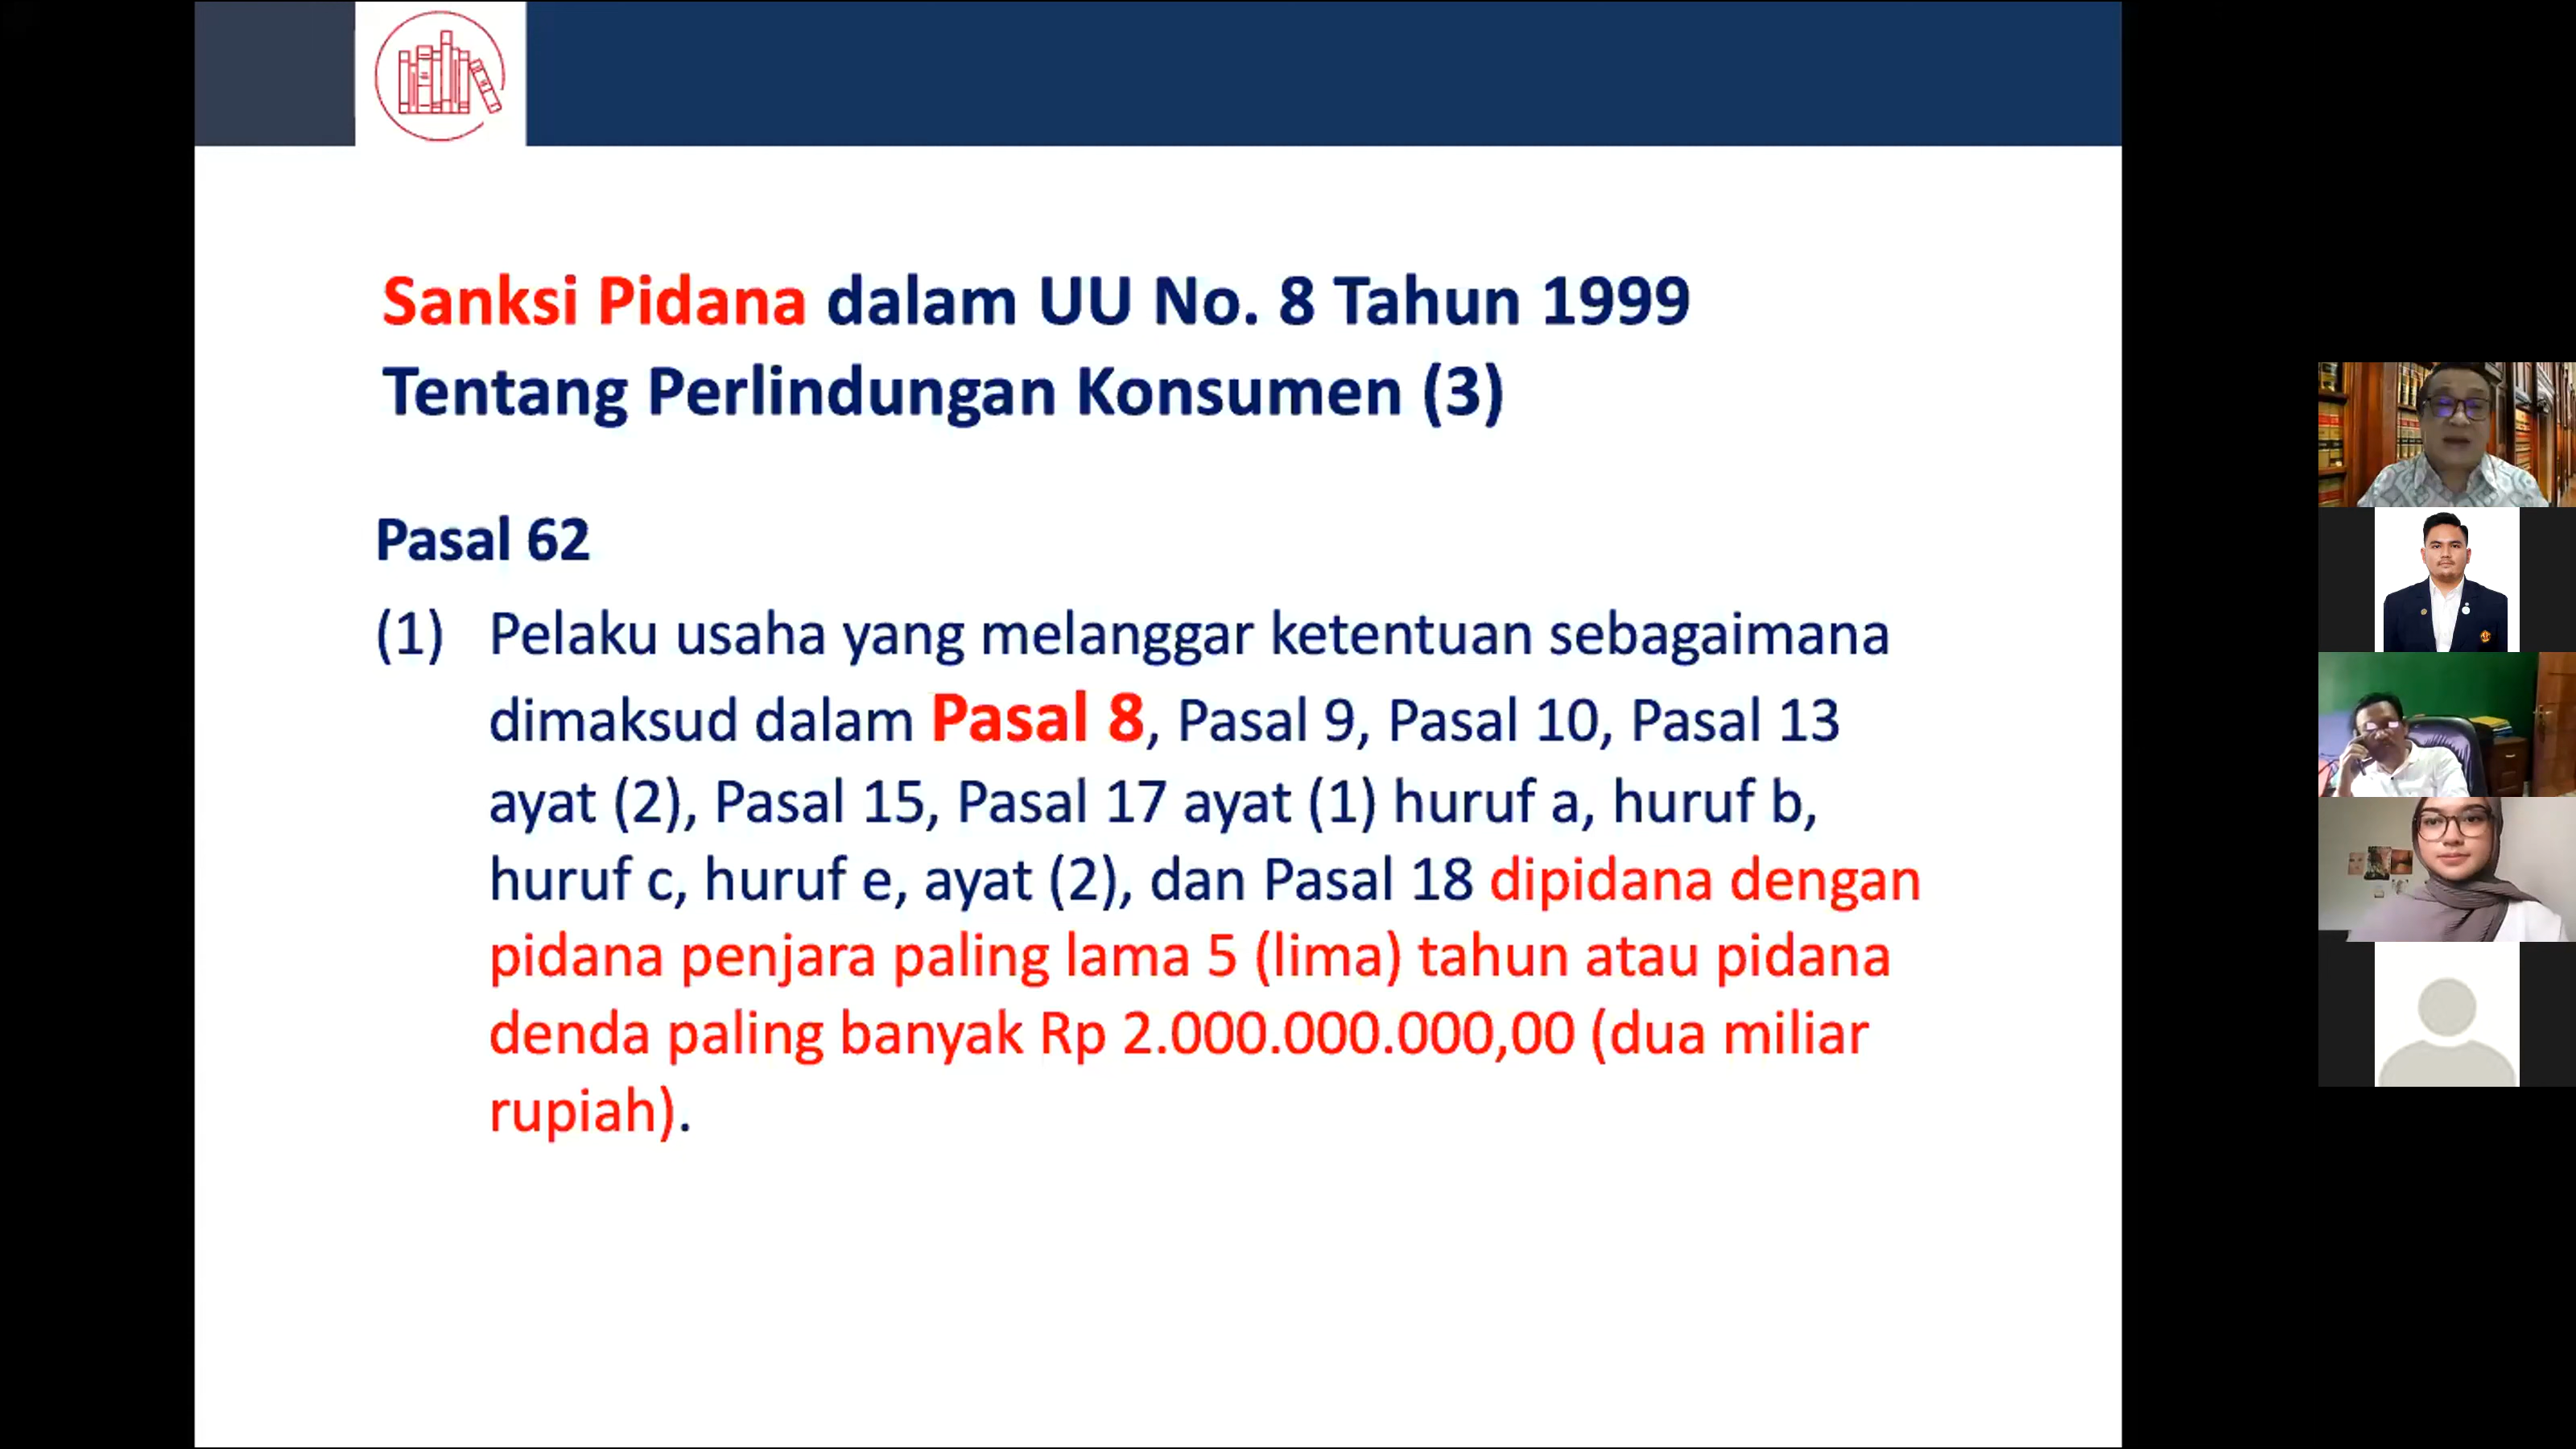 Sanksi Pidana dalam UU No. 8 Tahun 1999
Tentang Perlindungan Konsumen (3)
Pasal 62
(1) Pelaku usaha yang melanggar ketentuan sebagaimana
dimaksud dalam Pasal 8, Pasal 9, Pasal 10, Pasal 13
ayat (2), Pasal 15, Pasal 17 ayat (1) huruf a, huruf b,
huruf c, huruf e, ayat (2), dan Pasal 18 dipidana dengan
pidana penjara paling lama 5 (lima) tahun atau pidana
denda paling banyak Rp 2.000.000.000,00 (dua miliar
rupiah).